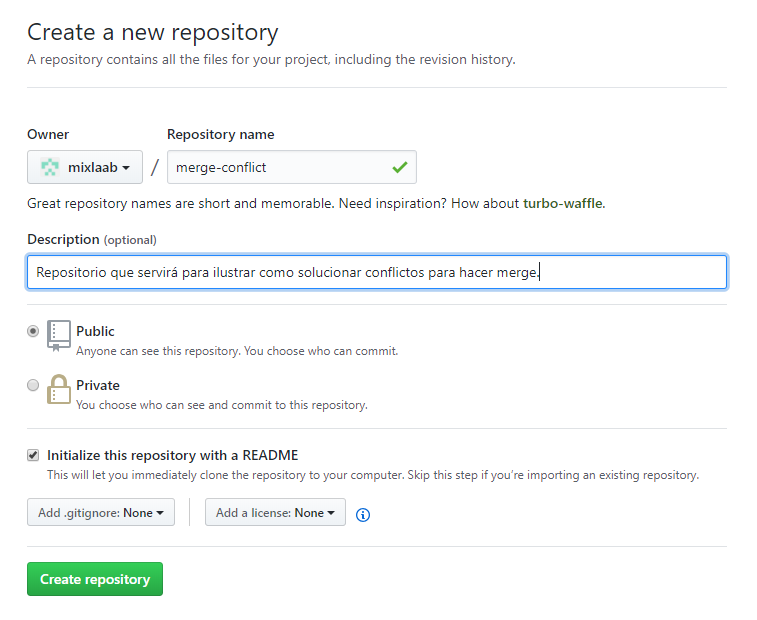 Create a new repository
A repository contains all the files for your project, including the revision history.
Owner Repository name
mixlaab / merge-conflict
Great repository names are short and memorable. Need inspiration? How about turbo-waffle.
Description (optional)
Repositorio que servirá para ilustrar como solucionar conflictos para hacer merge.
Public
Anyone can see this repository. You choose who can commit.
Private
You choose who can see and commit to this repository.
Initialize this repository with a README
This will let you immediately clone the repository to your computer. Skip this step if you’re importing an existing repository.
Add .gitignore: None Add a license: None
Create repository